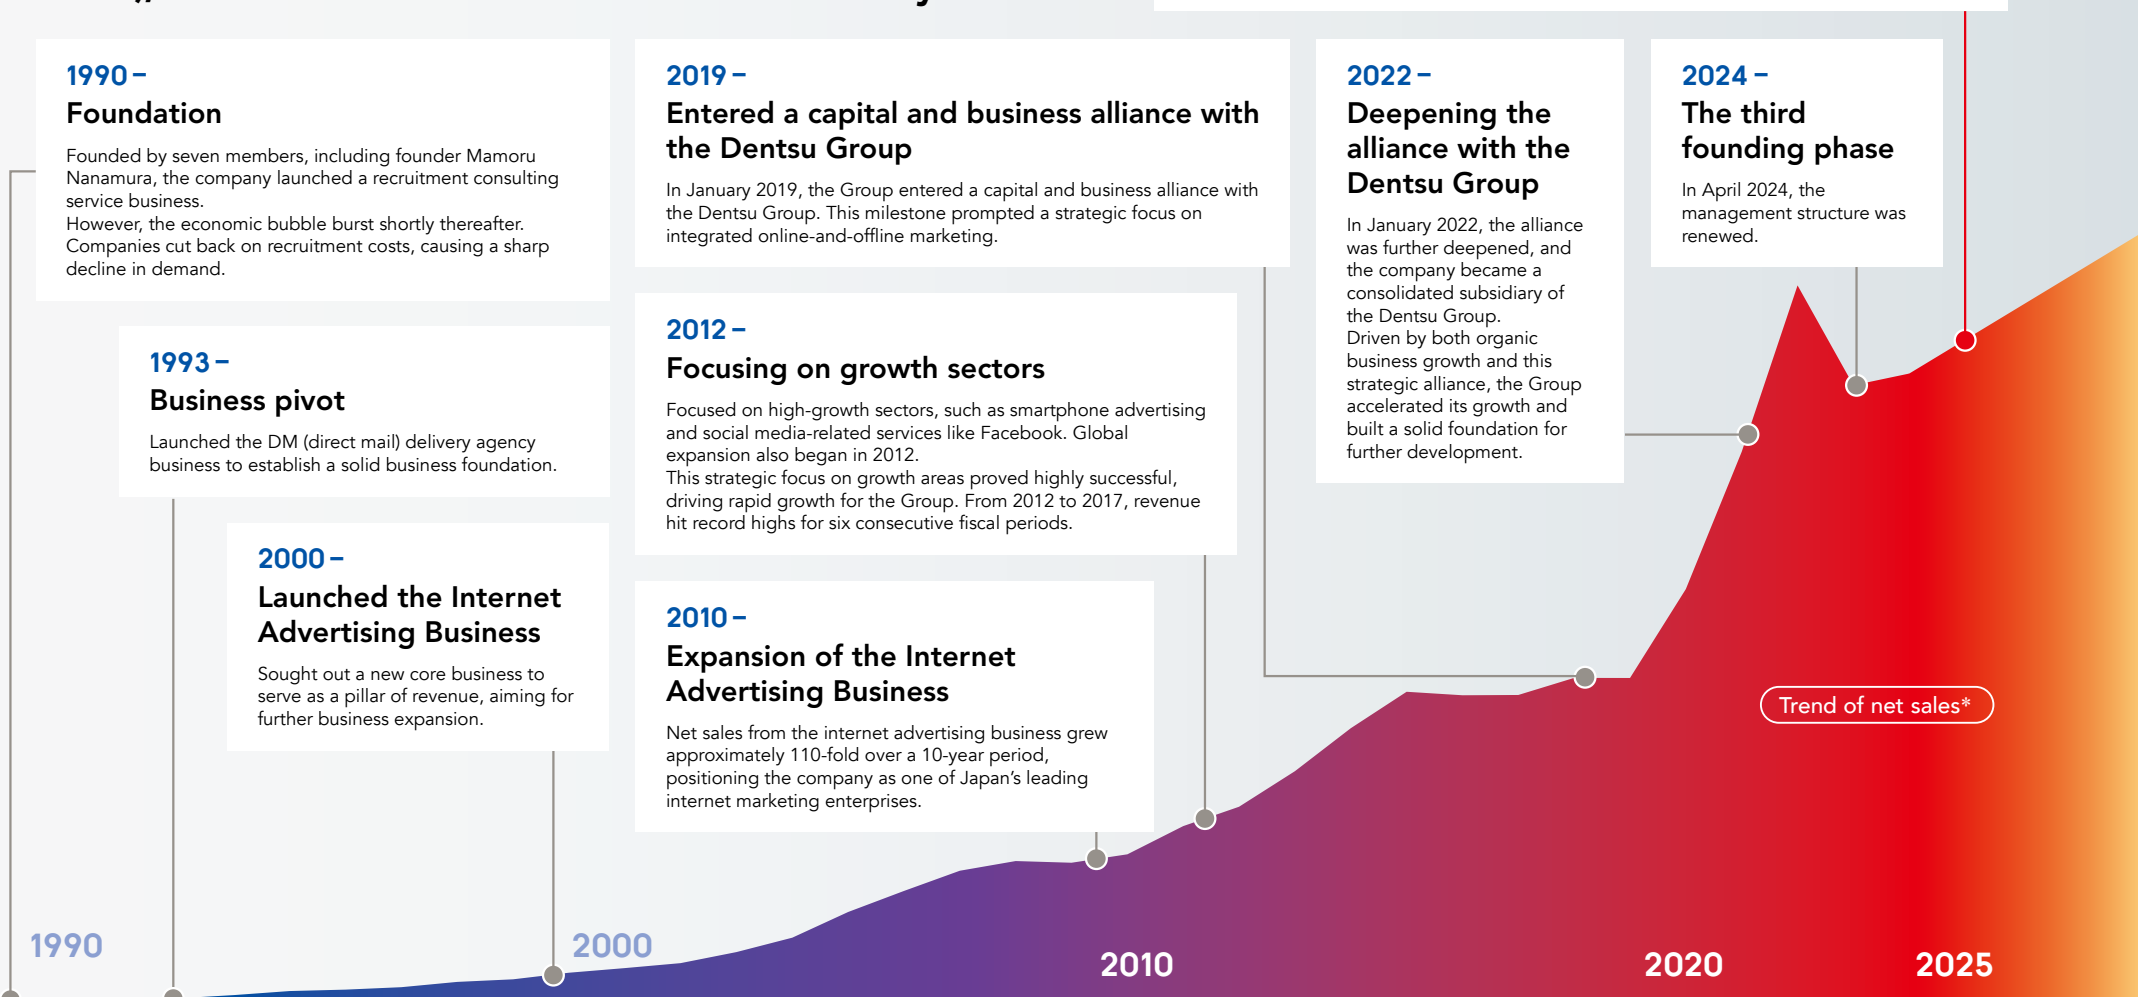 1990 –
Foundation
Founded by seven members, including founder Mamoru
Nanamura, the company launched a recruitment consulting
service business.
However, the economic bubble burst shortly thereafter.
Companies cut back on recruitment costs, causing a sharp
decline in demand.
1993 –
Business pivot
Launched the DM (direct mail) delivery agency
business to establish a solid business foundation.
2000 –
Launched the Internet
Advertising Business
Sought out a new core business to
serve as a pillar of revenue, aiming for
further business expansion.
2019 –
Entered a capital and business alliance with
the Dentsu Group
In January 2019, the Group entered a capital and business alliance with
the Dentsu Group. This milestone prompted a strategic focus on
integrated online-and-offline marketing.
2012 –
Focusing on growth sectors
Focused on high-growth sectors, such as smartphone advertising
and social media-related services like Facebook. Global
expansion also began in 2012.
This strategic focus on growth areas proved highly successful,
driving rapid growth for the Group. From 2012 to 2017, revenue
hit record highs for six consecutive fiscal periods.
2010 –
Expansion of the Internet
Advertising Business
Net sales from the internet advertising business grew
approximately 110-fold over a 10-year period,
positioning the company as one of Japan’s leading
internet marketing enterprises.
2022 –
Deepening the
alliance with the
Dentsu Group
In January 2022, the alliance
was further deepened, and
the company became a
consolidated subsidiary of
the Dentsu Group.
Driven by both organic
business growth and this
strategic alliance, the Group
accelerated its growth and
built a solid foundation for
further development.
2024 –
The third
founding phase
In April 2024, the
management structure was
renewed.
Trend of net sales*
1990
2000
2010
2020
2025